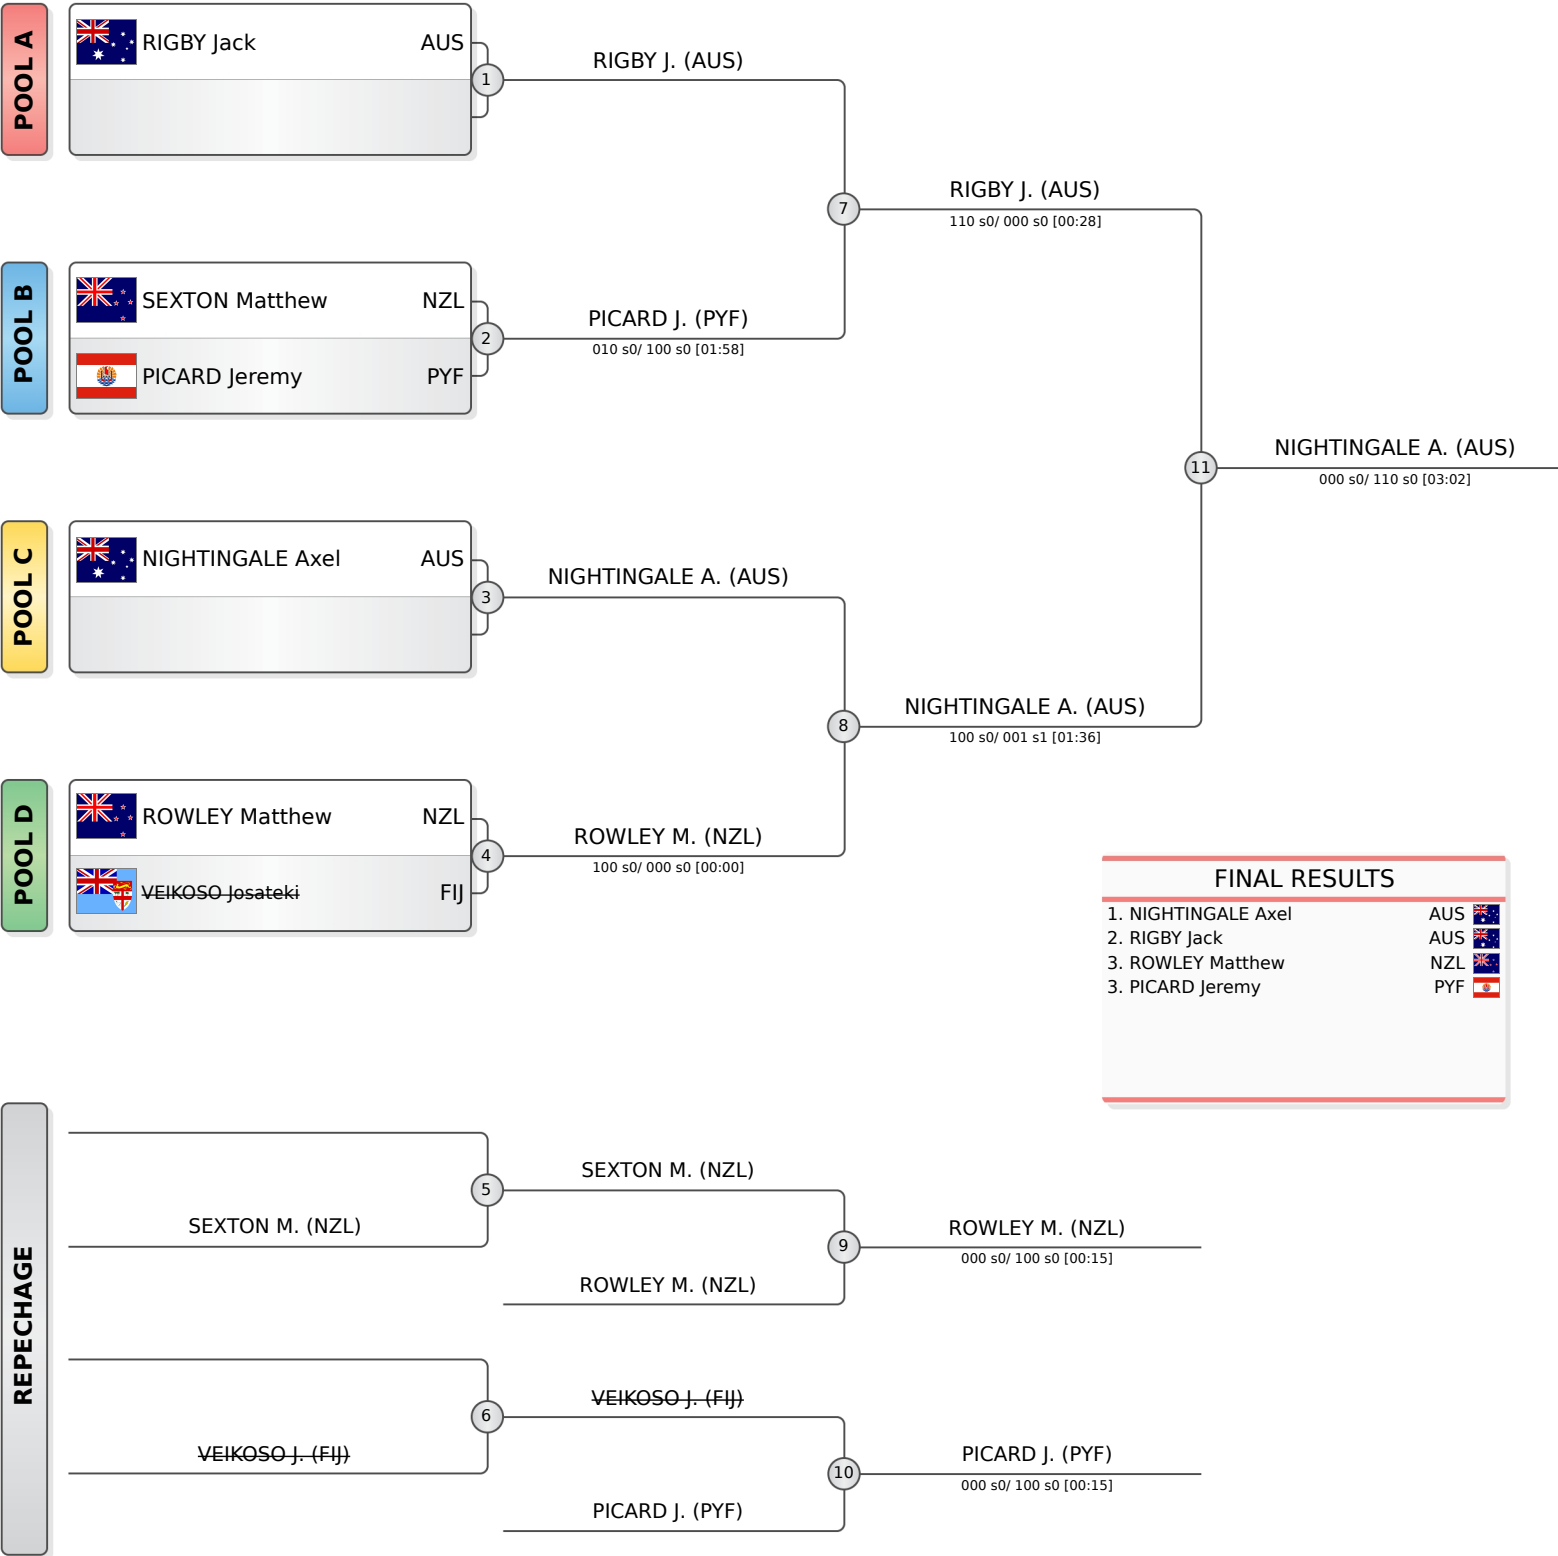 POOL A
RIGBY Jack AUS
1
RIGBY J. (AUS)
7
RIGBY J. (AUS)
110 s0/ 000 s0 [00:28]
POOL B
SEXTON Matthew NZL
PICARD Jeremy PYF
2
PICARD J. (PYF)
010 s0/ 100 s0 [01:58]
11
NIGHTINGALE A. (AUS)
000 s0/ 110 s0 [03:02]
POOL C
NIGHTINGALE Axel AUS
3
NIGHTINGALE A. (AUS)
8
NIGHTINGALE A. (AUS)
100 s0/ 001 s1 [01:36]
POOL D
ROWLEY Matthew NZL
VEIKOSO Josateki FIJ
4
ROWLEY M. (NZL)
100 s0/ 000 s0 [00:00]
FINAL RESULTS
1. NIGHTINGALE Axel AUS
2. RIGBY Jack AUS
3. ROWLEY Matthew NZL
3. PICARD Jeremy PYF
REPECHAGE
SEXTON M. (NZL)
5
SEXTON M. (NZL)
ROWLEY M. (NZL)
9
ROWLEY M. (NZL)
000 s0/ 100 s0 [00:15]
VEIKOSO J. (FIJ)
6
VEIKOSO J. (FIJ)
PICARD J. (PYF)
10
PICARD J. (PYF)
000 s0/ 100 s0 [00:15]